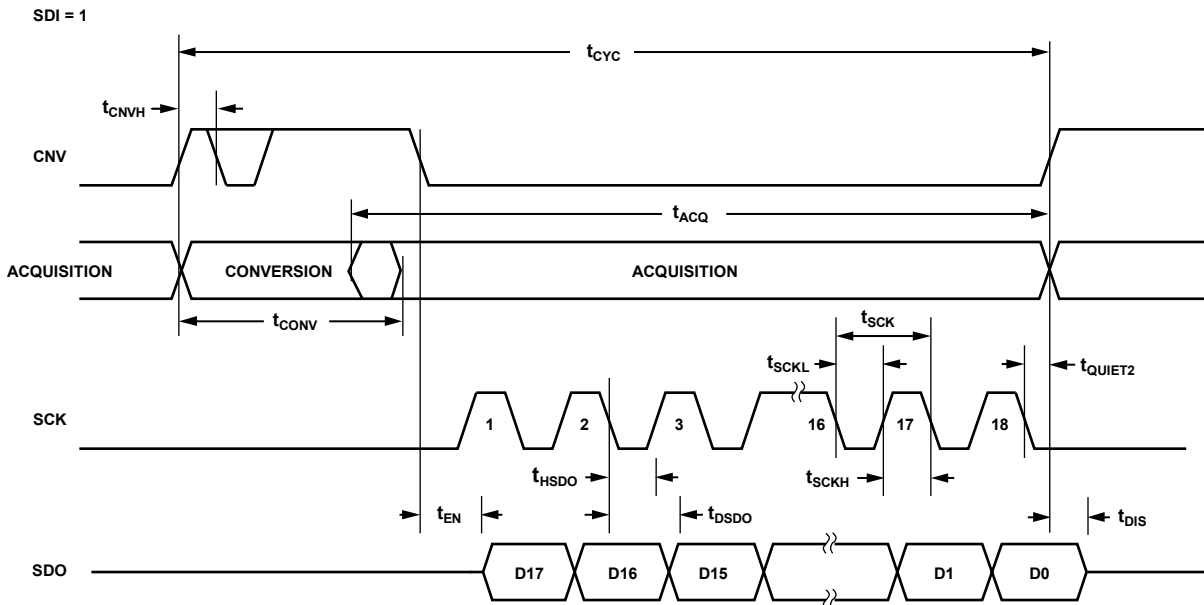 SDI = 1
tCYC
tCNVH
CNV
tACQ
ACQUISITION
CONVERSION
ACQUISITION
tCONV
tSCK
tSCKL
tQUIET2
SCK
1
2
3
16
17
18
tHSDO
tSCKH
tEN
tDSDO
tDIS
SDO
D17
D16
D15
D1
D0